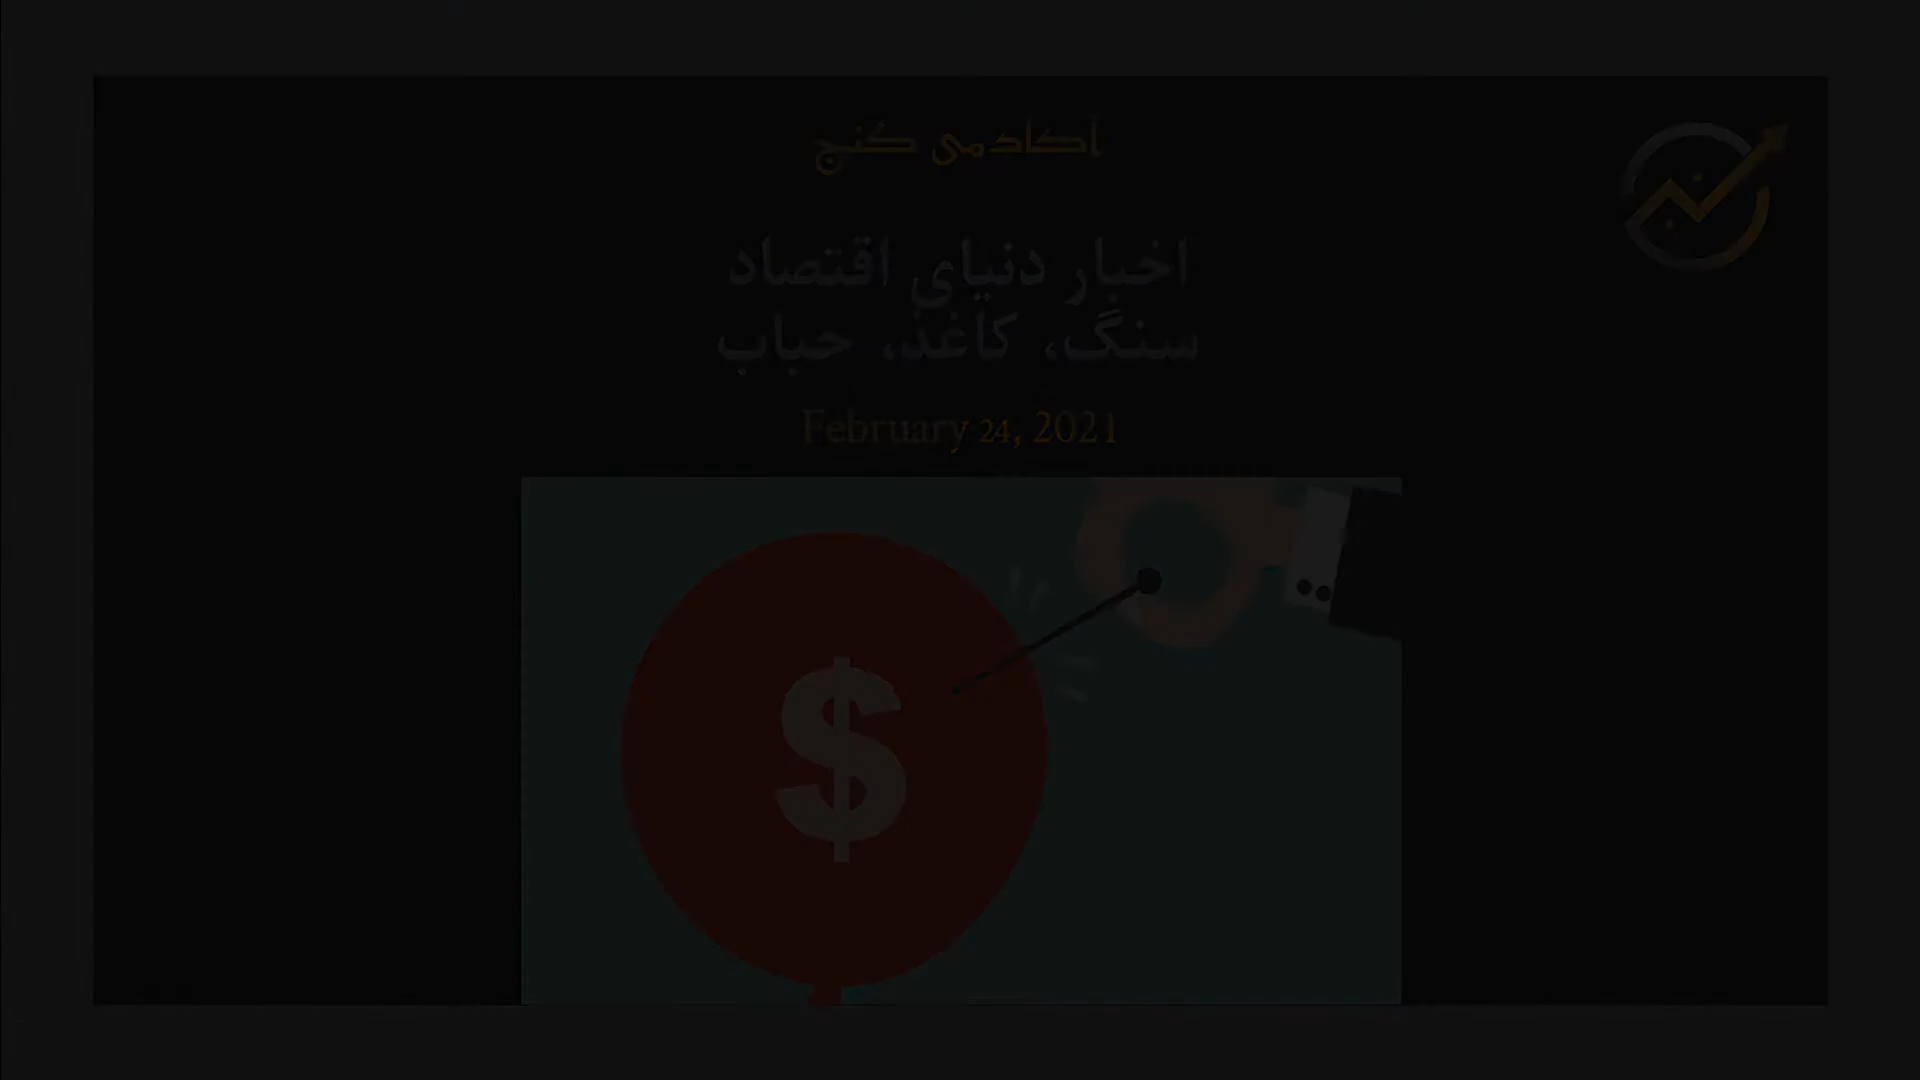 آکادمی گنج
اخبار دنیای اقتصاد
سنگ، کاغذ، حباب
February 24, 2021
$